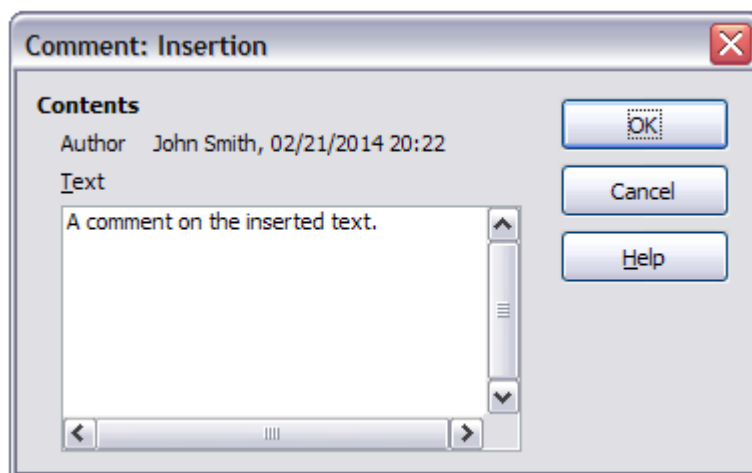 Comment: Insertion
Contents
Author John Smith, 02/21/2014 20:22
Text
A comment on the inserted text.
OK
Cancel
Help